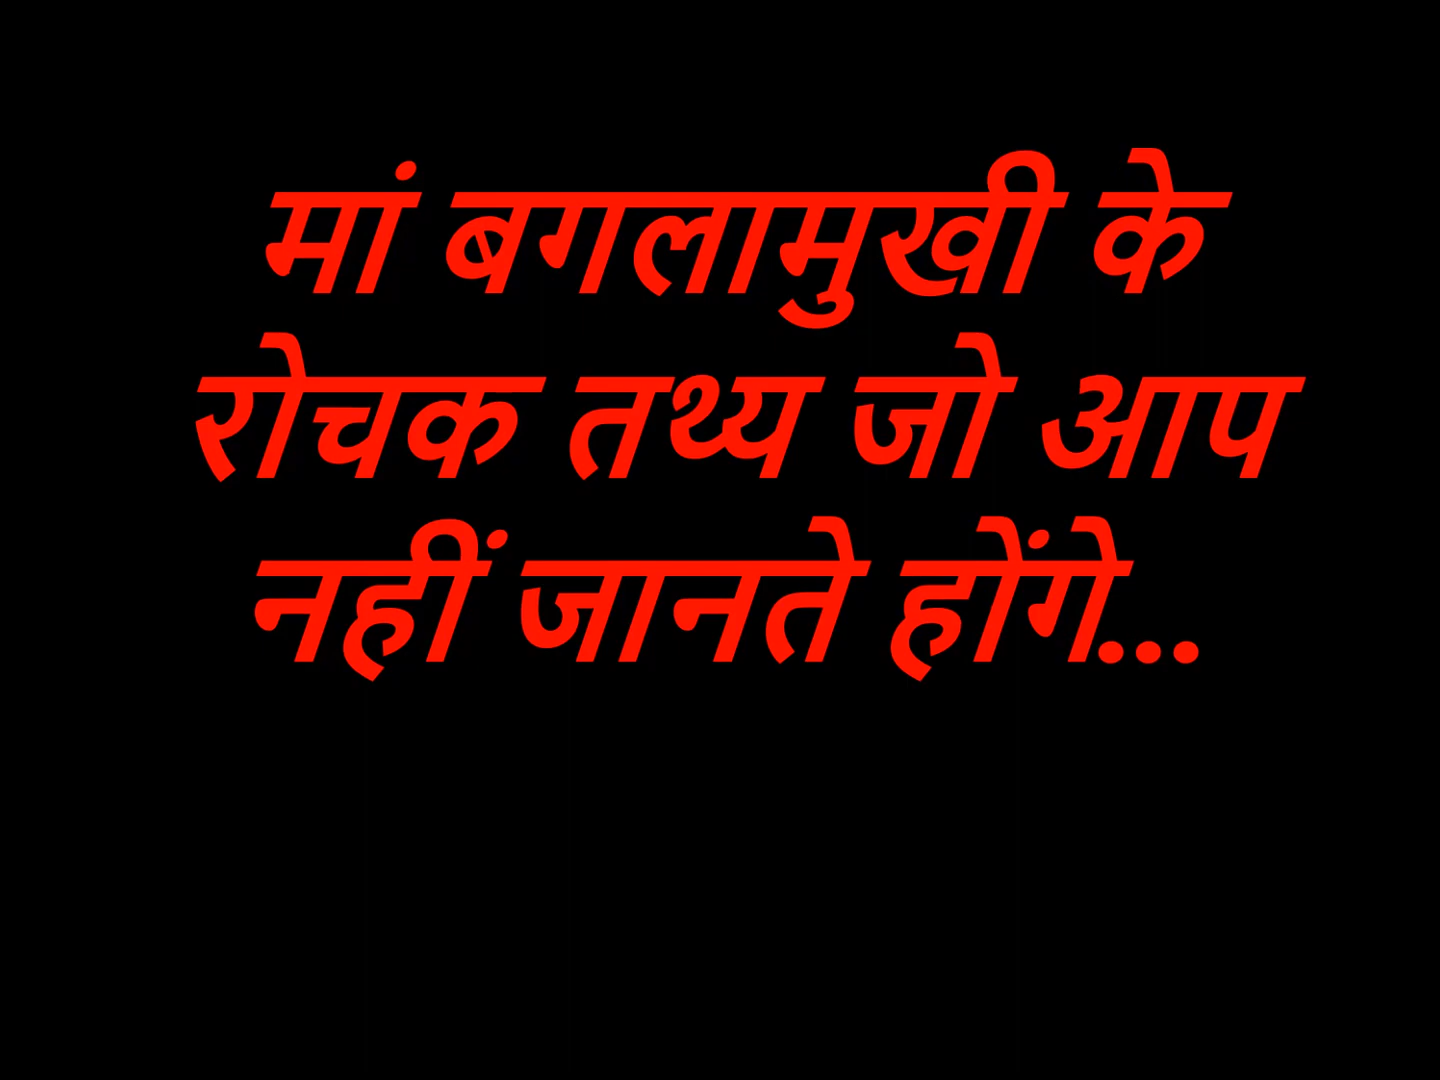 मां बगलामुखी के
रोचक तथ्य जो आप
नहीं जानते होंगे...